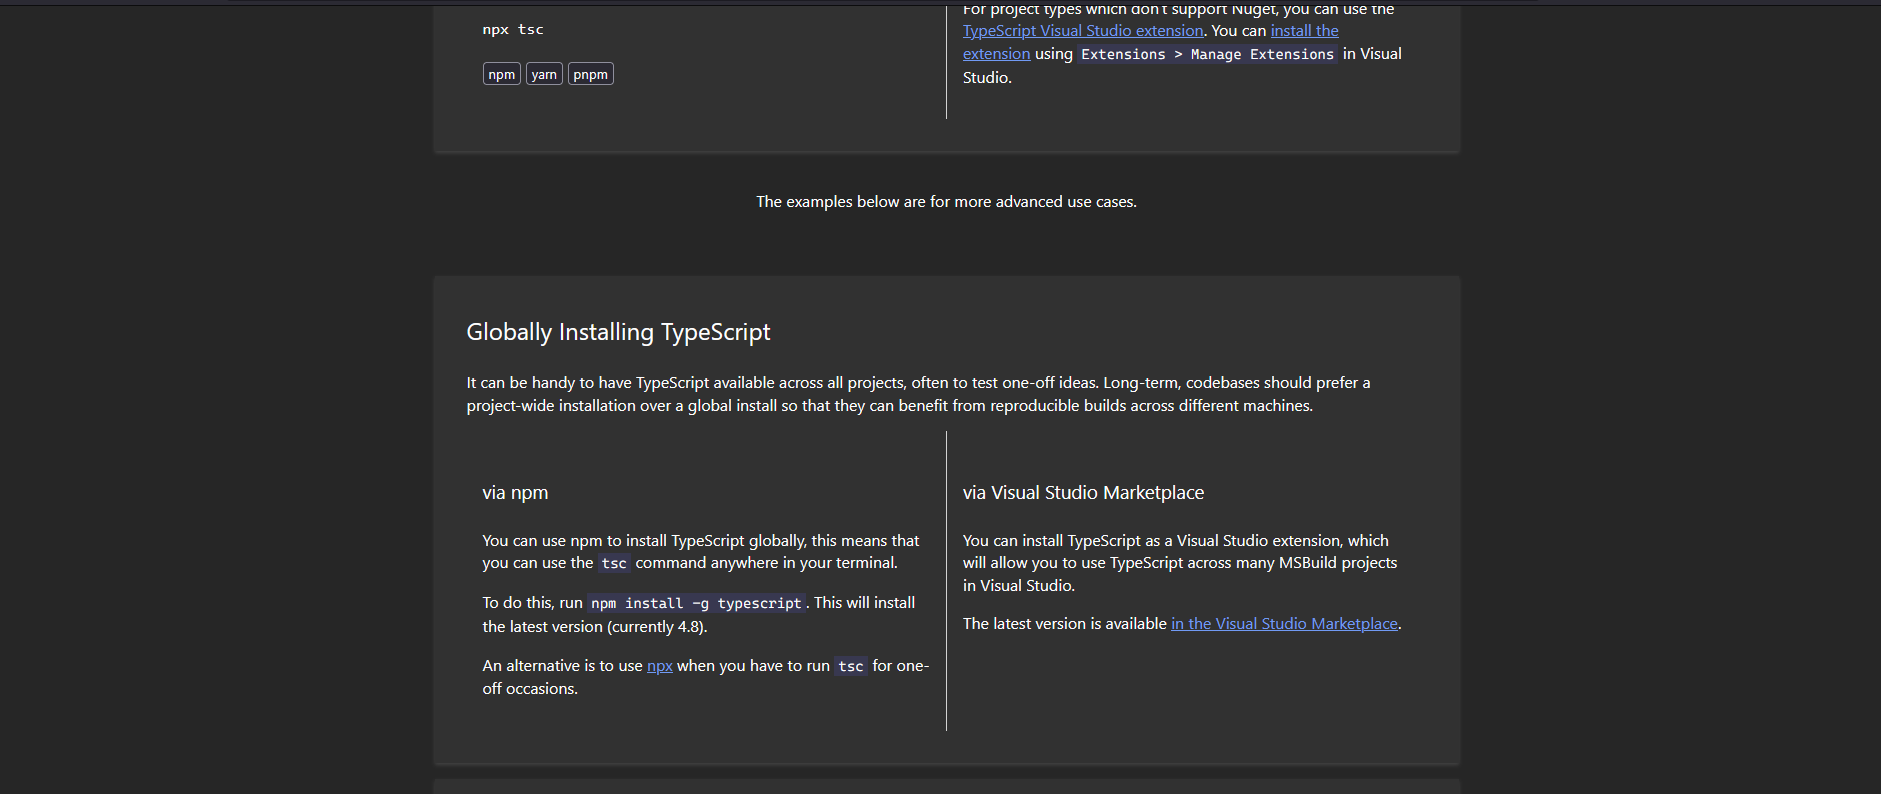 npx tsc
npm yarn pnpm
For project types which don't support Nuget, you can use the
TypeScript Visual Studio extension. You can install the
extension using Extensions > Manage Extensions in Visual
Studio.
The examples below are for more advanced use cases.
Globally Installing TypeScript
It can be handy to have TypeScript available across all projects, often to test one-off ideas. Long-term, codebases should prefer a
project-wide installation over a global install so that they can benefit from reproducible builds across different machines.
via npm
You can use npm to install TypeScript globally, this means that
you can use the tsc command anywhere in your terminal.
To do this, run npm install -g typescript. This will install
the latest version (currently 4.8).
An alternative is to use npx when you have to run tsc for one-
off occasions.
via Visual Studio Marketplace
You can install TypeScript as a Visual Studio extension, which
will allow you to use TypeScript across many MSBuild projects
in Visual Studio.
The latest version is available in the Visual Studio Marketplace.